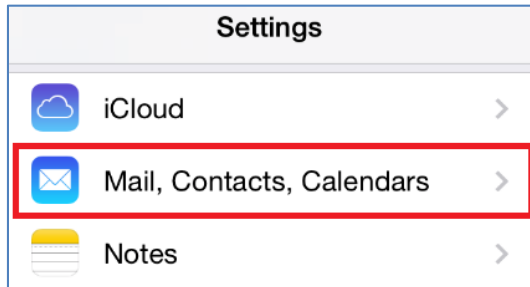 Settings
iCloud
Mail, Contacts, Calendars
Notes